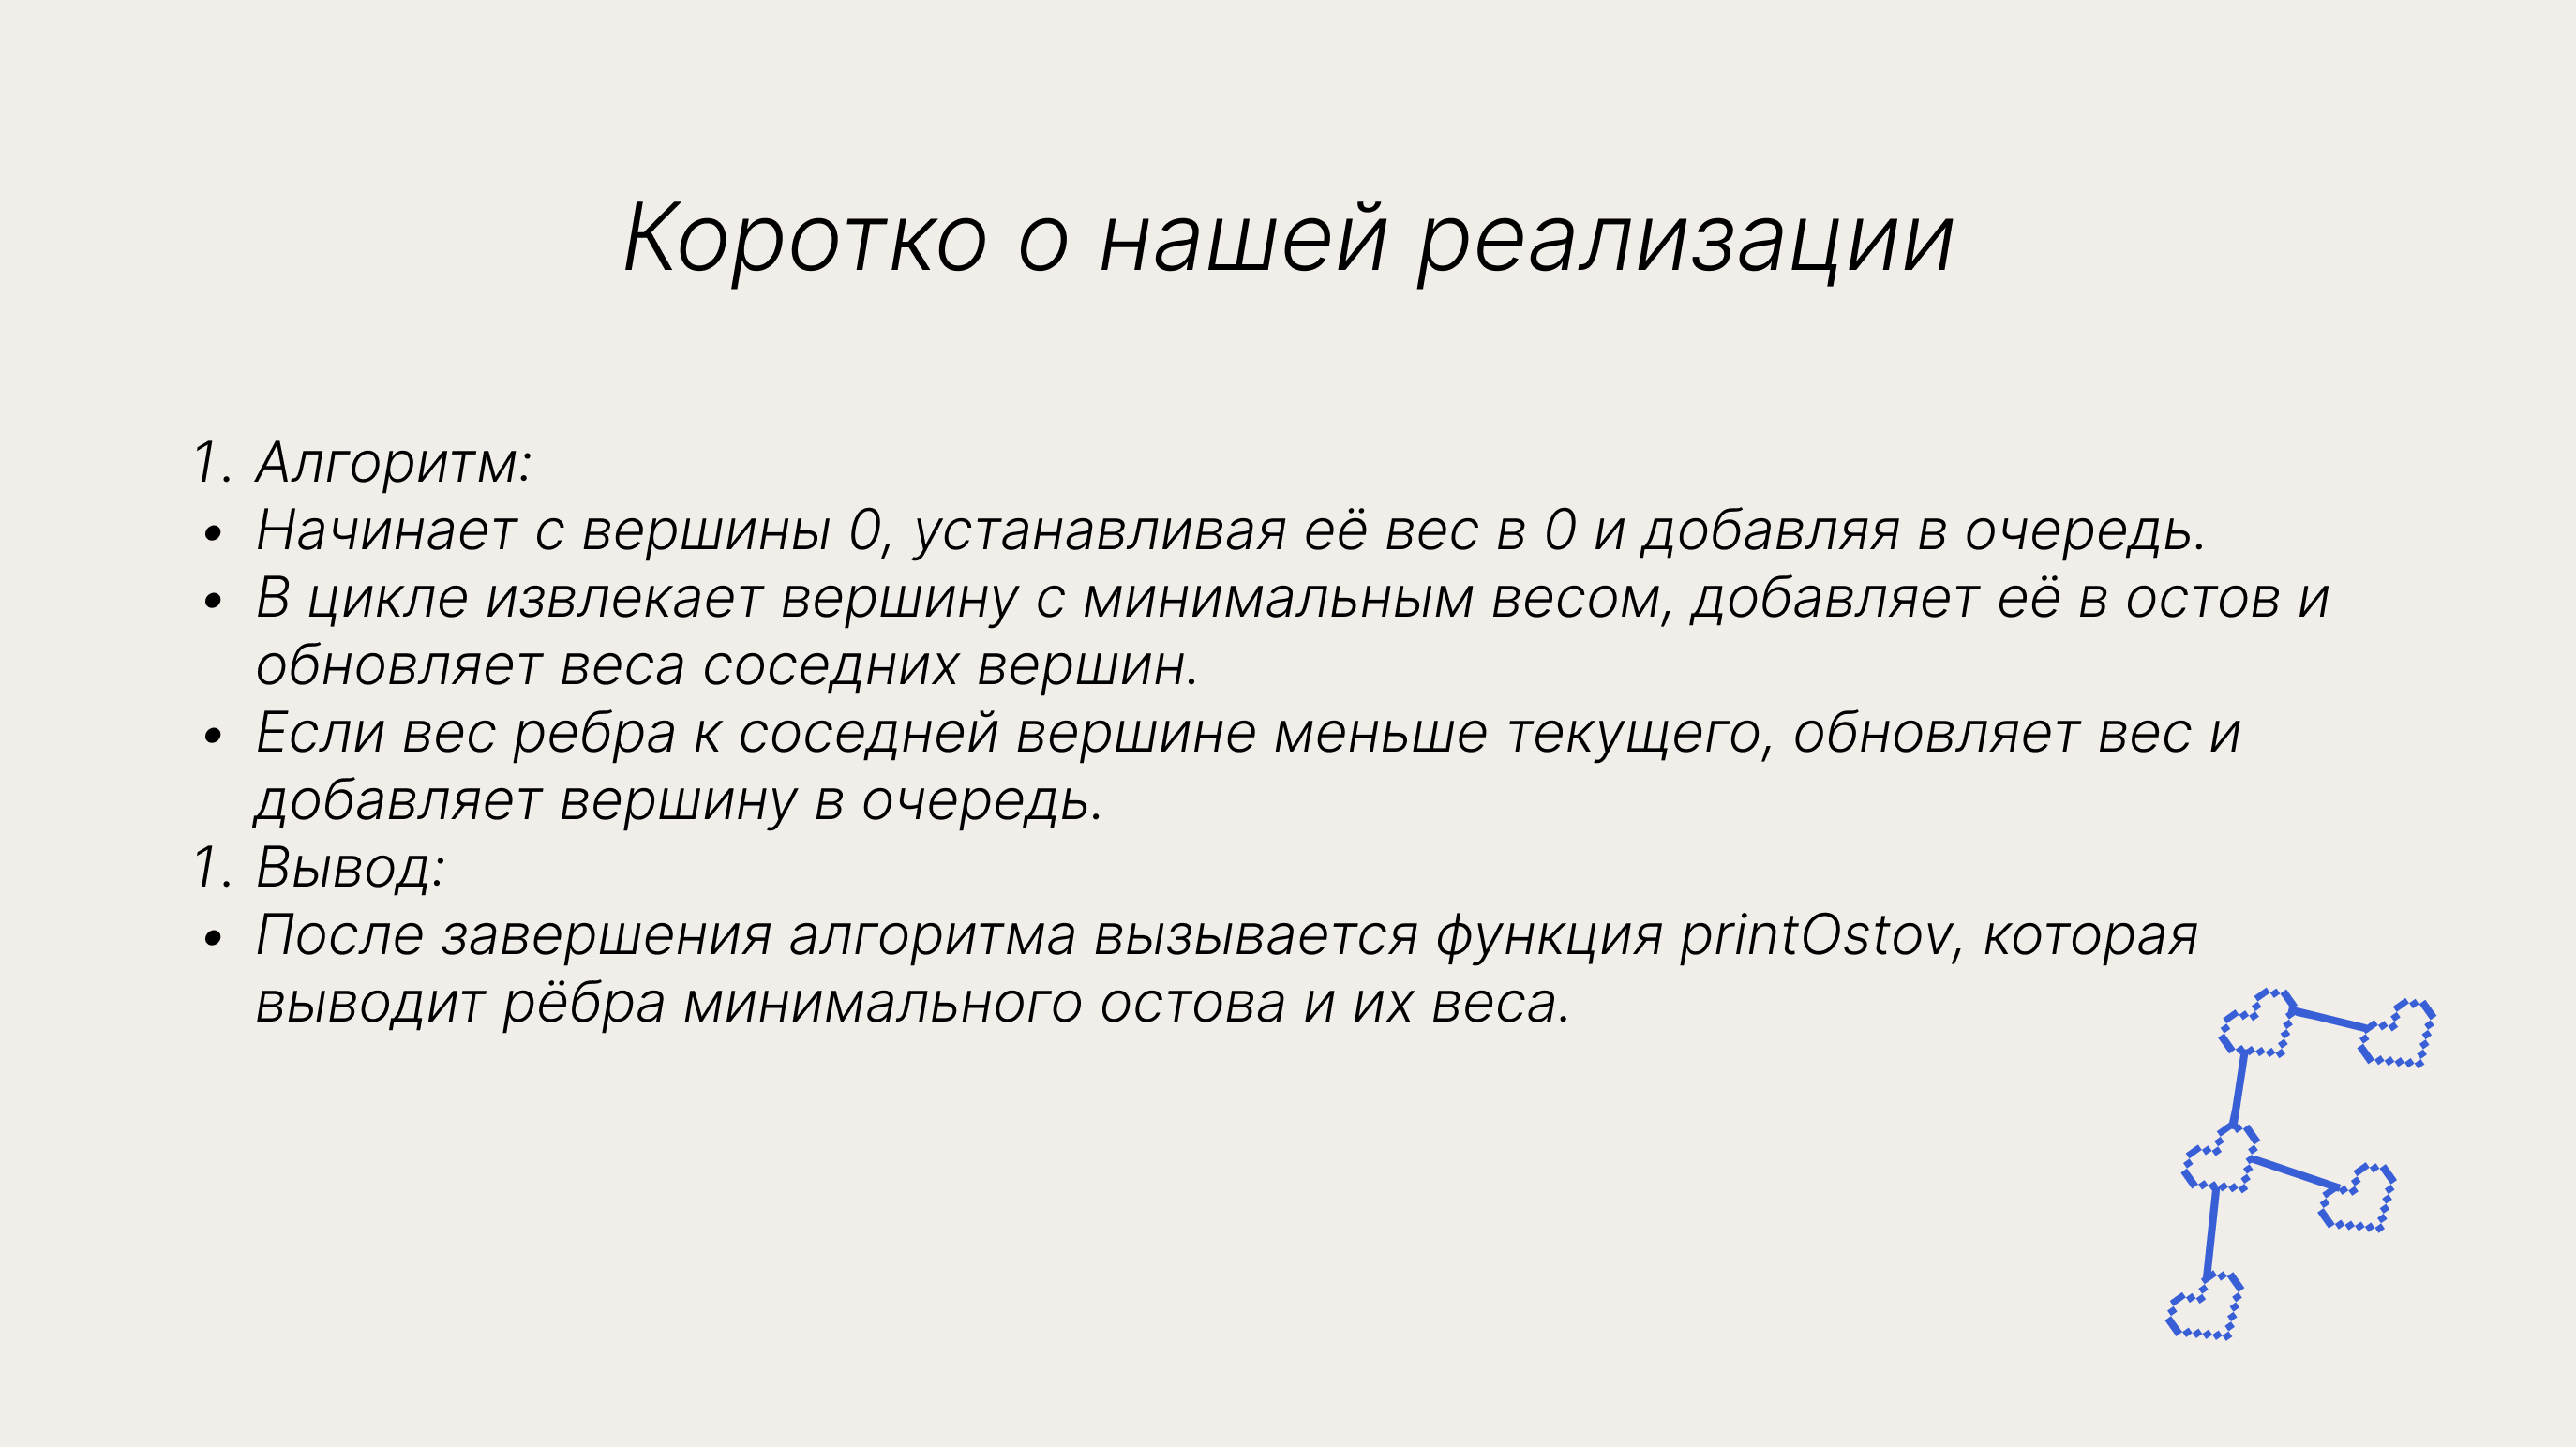 Коротко о нашей реализации
1. Алгоритм:
• Начинает с вершины 0, устанавливая её вес в 0 и добавляя в очередь.
• В цикле извлекает вершину с минимальным весом, добавляет её в остов и
обновляет веса соседних вершин.
• Если вес ребра к соседней вершине меньше текущего, обновляет вес и
добавляет вершину в очередь.
1. Вывод:
• После завершения алгоритма вызывается функция printOstov, которая
выводит рёбра минимального остова и их веса.